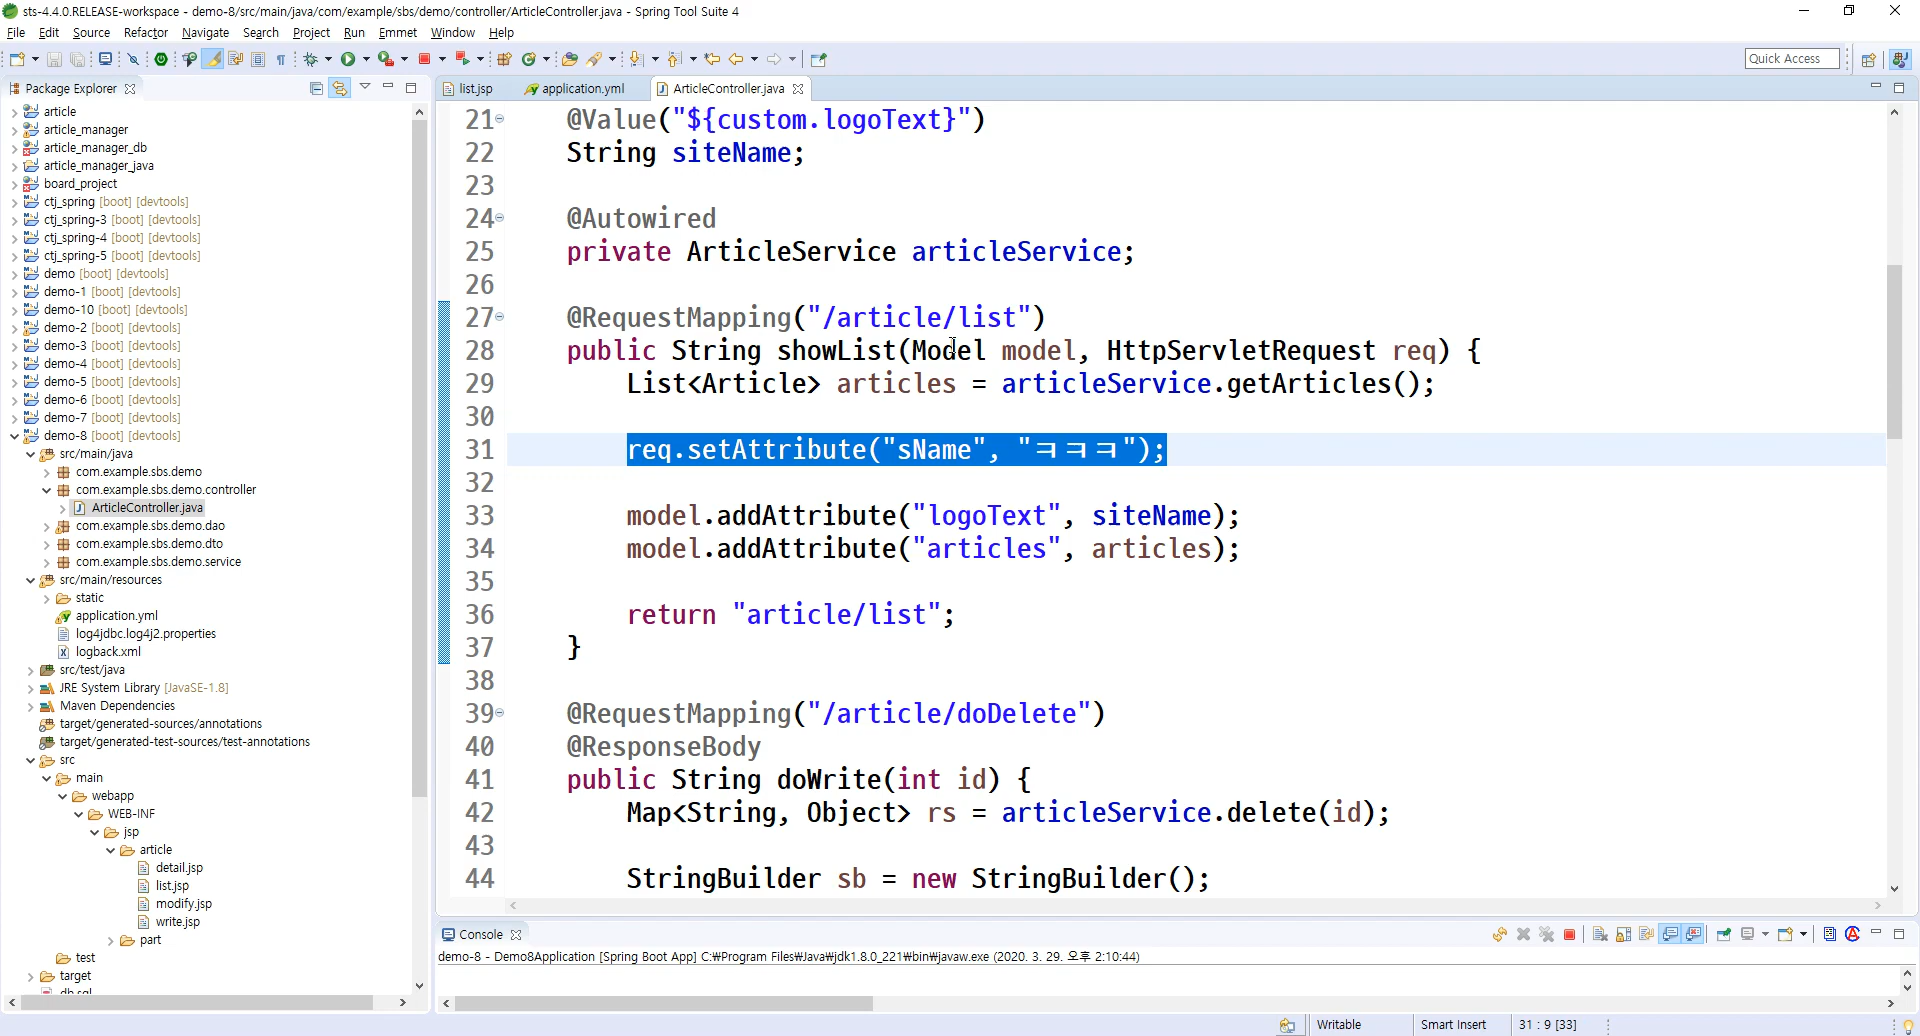 sts-4.4.0.RELEASE-workspace - demo-8/src/main/java/com/example/sbs/demo/controller/ArticleController.java - Spring Tool Suite 4
File Edit Source Refactor Navigate Search Project Run Emmet Window Help
Quick Access
Package Explorer
article
article_manager
article_manager_db
article_manager_java
board_project
ctj_spring [boot] [devtools]
ctj_spring-3 [boot] [devtools]
ctj_spring-4 [boot] [devtools]
ctj_spring-5 [boot] [devtools]
demo [boot] [devtools]
demo-1 [boot] [devtools]
demo-10 [boot] [devtools]
demo-2 [boot] [devtools]
demo-3 [boot] [devtools]
demo-4 [boot] [devtools]
demo-5 [boot] [devtools]
demo-6 [boot] [devtools]
demo-7 [boot] [devtools]
demo-8 [boot] [devtools]
src/main/java
com.example.sbs.demo
com.example.sbs.demo.controller
ArticleController.java
com.example.sbs.demo.dao
com.example.sbs.demo.dto
com.example.sbs.demo.service
src/main/resources
static
application.yml
log4jdbc.log4j2.properties
logback.xml
src/test/java
JRE System Library [JavaSE-1.8]
Maven Dependencies
target/generated-sources/annotations
target/generated-test-sources/test-annotations
src
main
webapp
WEB-INF
jsp
article
detail.jsp
list.jsp
modify.jsp
write.jsp
part
test
target
db.sql
list.jsp application.yml ArticleController.java
21 @Value("${custom.logoText}")
22 String siteName;
23
24 @Autowired
25 private ArticleService articleService;
26
27 @RequestMapping("/article/list")
28 public String showList(Model model, HttpServletRequest req) {
29 List<Article> articles = articleService.getArticles();
30
31 req.setAttribute("sName", "ㅋㅋㅋ");
32
33 model.addAttribute("logoText", siteName);
34 model.addAttribute("articles", articles);
35
36 return "article/list";
37 }
38
39 @RequestMapping("/article/doDelete")
40 @ResponseBody
41 public String doWrite(int id) {
42 Map<String, Object> rs = articleService.delete(id);
43
44 StringBuilder sb = new StringBuilder();
Console
demo-8 - Demo8Application [Spring Boot App] C:₩Program Files₩Java₩jdk1.8.0_221₩bin₩javaw.exe (2020. 3. 29. 오후 2:10:44)
Writable Smart Insert 31 : 9 [33]